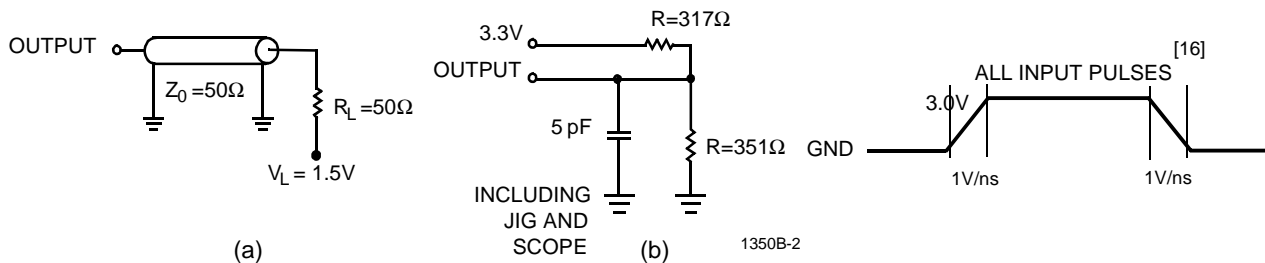 OUTPUT
Z0 =50Ω
RL =50Ω
VL = 1.5V
(a)
R=317Ω
3.3V
OUTPUT
5 pF
R=351Ω
INCLUDING
JIG AND
SCOPE
(b)
1350B-2
[16]
ALL INPUT PULSES
3.0V
GND
1V/ns
1V/ns